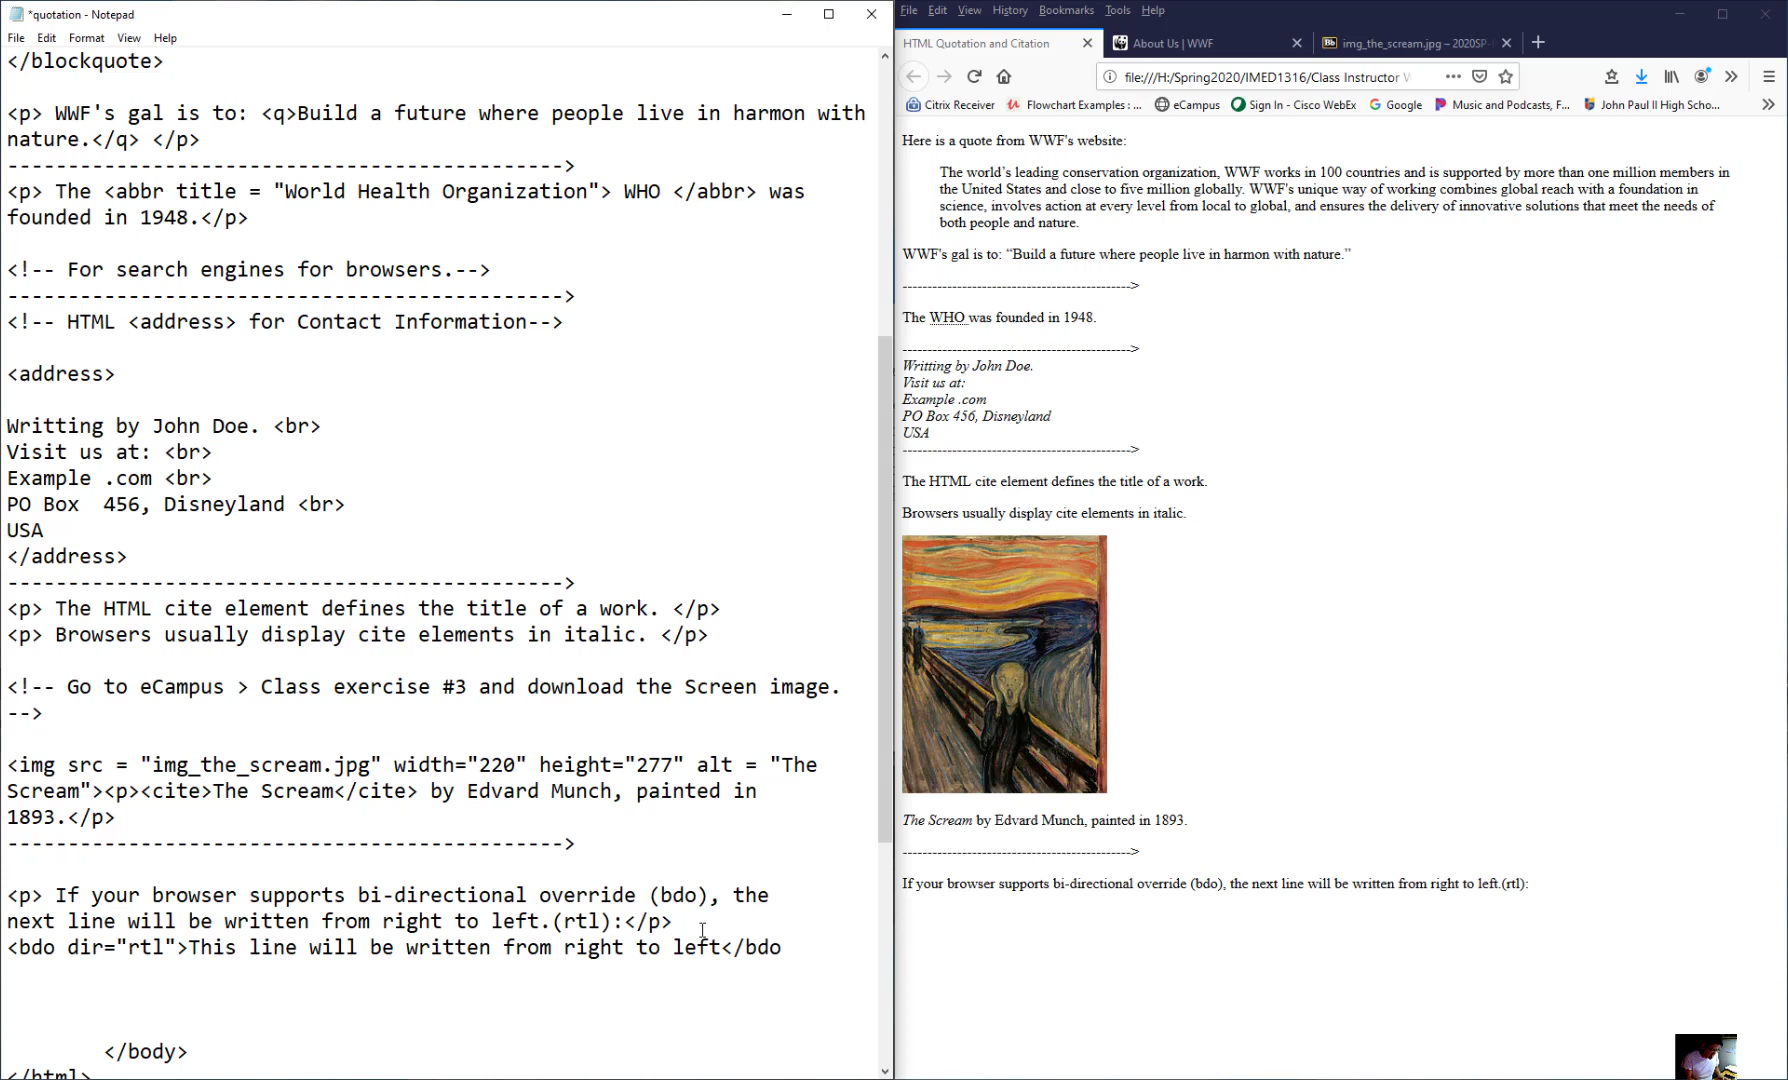 *quotation - Notepad
File Edit Format View Help
</blockquote>
<p> WWF's gal is to: <q>Build a future where people live in harmon with
nature.</q> </p>
---------------------------------------------->
<p> The <abbr title = "World Health Organization"> WHO </abbr> was
founded in 1948.</p>
<!-- For search engines for browsers.-->
---------------------------------------------->
<!-- HTML <address> for Contact Information-->
<address>
Writting by John Doe. <br>
Visit us at: <br>
Example .com <br>
PO Box  456, Disneyland <br>
USA
</address>
---------------------------------------------->
<p> The HTML cite element defines the title of a work. </p>
<p> Browsers usually display cite elements in italic. </p>
<!-- Go to eCampus > Class exercise #3 and download the Screen image.
-->
<img src = "img_the_scream.jpg" width="220" height="277" alt = "The
Scream"><p><cite>The Scream</cite> by Edvard Munch, painted in
1893.</p>
---------------------------------------------->
<p> If your browser supports bi-directional override (bdo), the
next line will be written from right to left.(rtl):</p>
<bdo dir="rtl">This line will be written from right to left</bdo
</body>
</html>
File Edit View History Bookmarks Tools Help
HTML Quotation and Citation
About Us | WWF
Bb img_the_scream.jpg – 2020SP-
file:///H:/Spring2020/IMED1316/Class Instructor
Citrix Receiver Flowchart Examples : ... eCampus Sign In - Cisco WebEx Google Music and Podcasts, F... John Paul II High Scho...
Here is a quote from WWF's website:
The world’s leading conservation organization, WWF works in 100 countries and is supported by more than one million members in
the United States and close to five million globally. WWF's unique way of working combines global reach with a foundation in
science, involves action at every level from local to global, and ensures the delivery of innovative solutions that meet the needs of
both people and nature.
WWF's gal is to: “Build a future where people live in harmon with nature.”
---------------------------------------------->
The WHO was founded in 1948.
---------------------------------------------->
Writting by John Doe.
Visit us at:
Example .com
PO Box 456, Disneyland
USA
---------------------------------------------->
The HTML cite element defines the title of a work.
Browsers usually display cite elements in italic.
The Scream by Edvard Munch, painted in 1893.
---------------------------------------------->
If your browser supports bi-directional override (bdo), the next line will be written from right to left.(rtl):